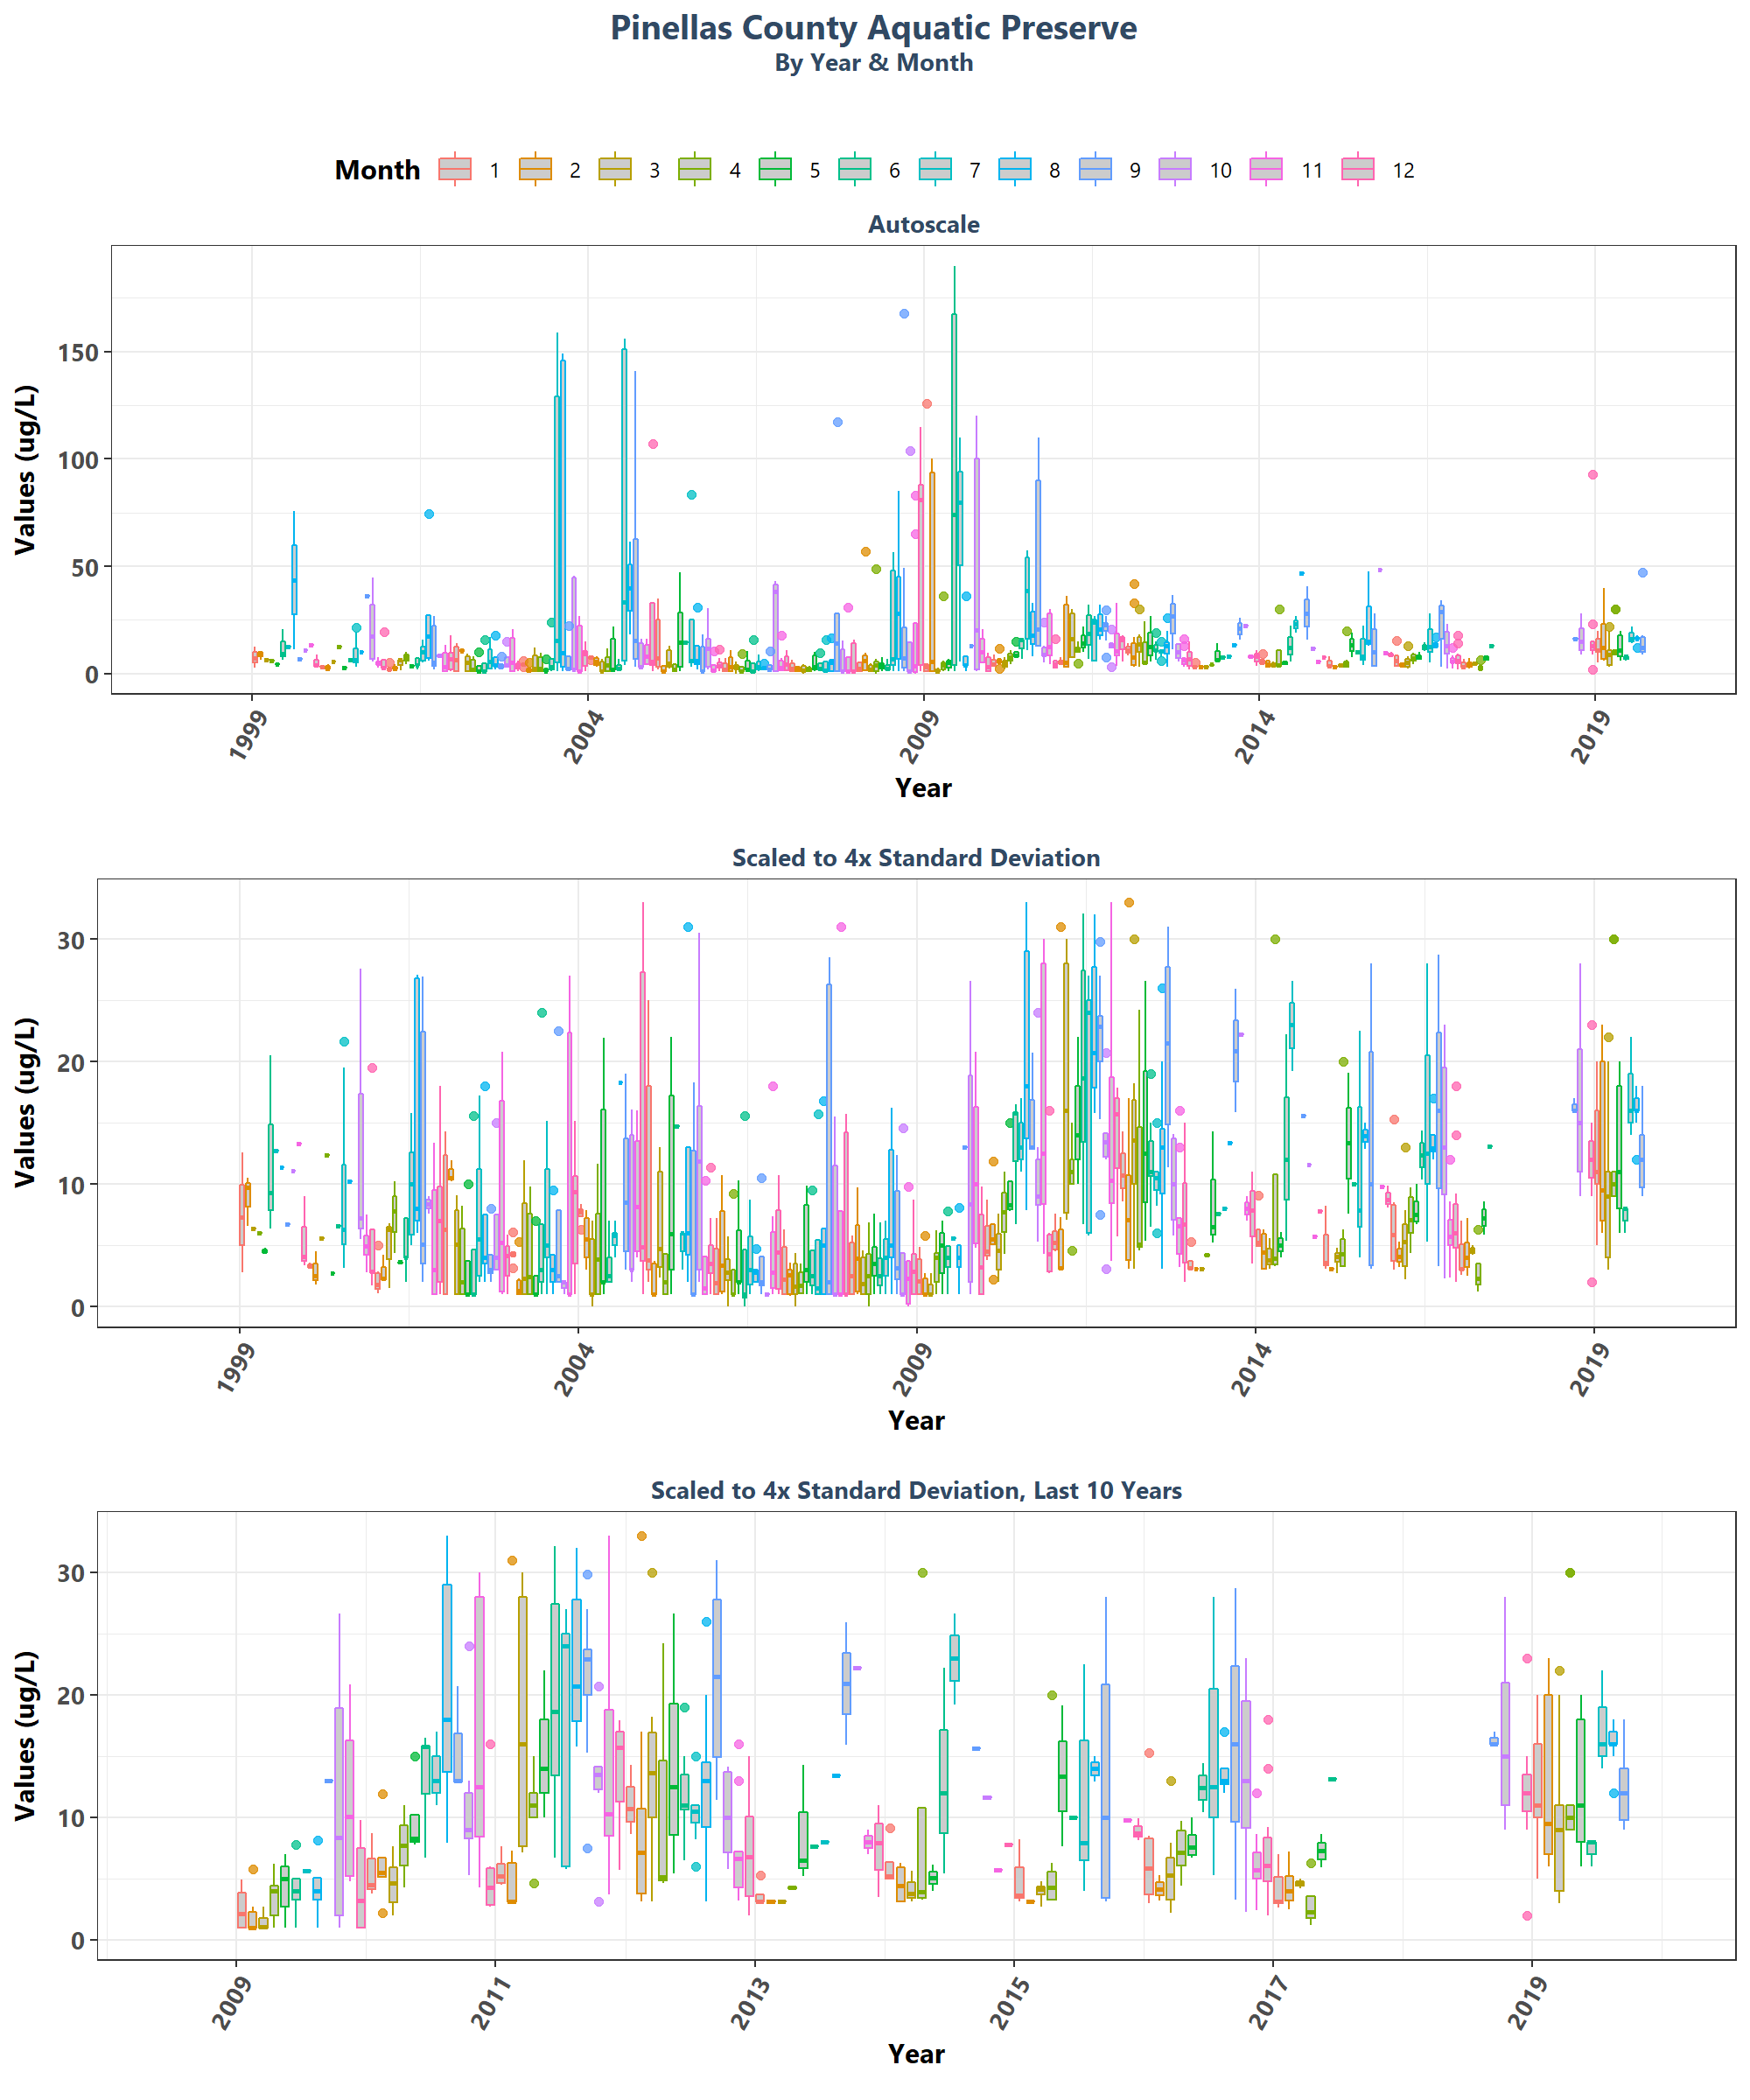 Pinellas County Aquatic Preserve
By Year & Month
Month 1 2 3 4 5 6 7 8 9 10 11 12
Autoscale
Values (ug/L)
150
100
50
0
1999 2004 2009 2014 2019
Year
Scaled to 4x Standard Deviation
Values (ug/L)
30
20
10
0
1999 2004 2009 2014 2019
Year
Scaled to 4x Standard Deviation, Last 10 Years
Values (ug/L)
30
20
10
0
2009 2011 2013 2015 2017 2019
Year